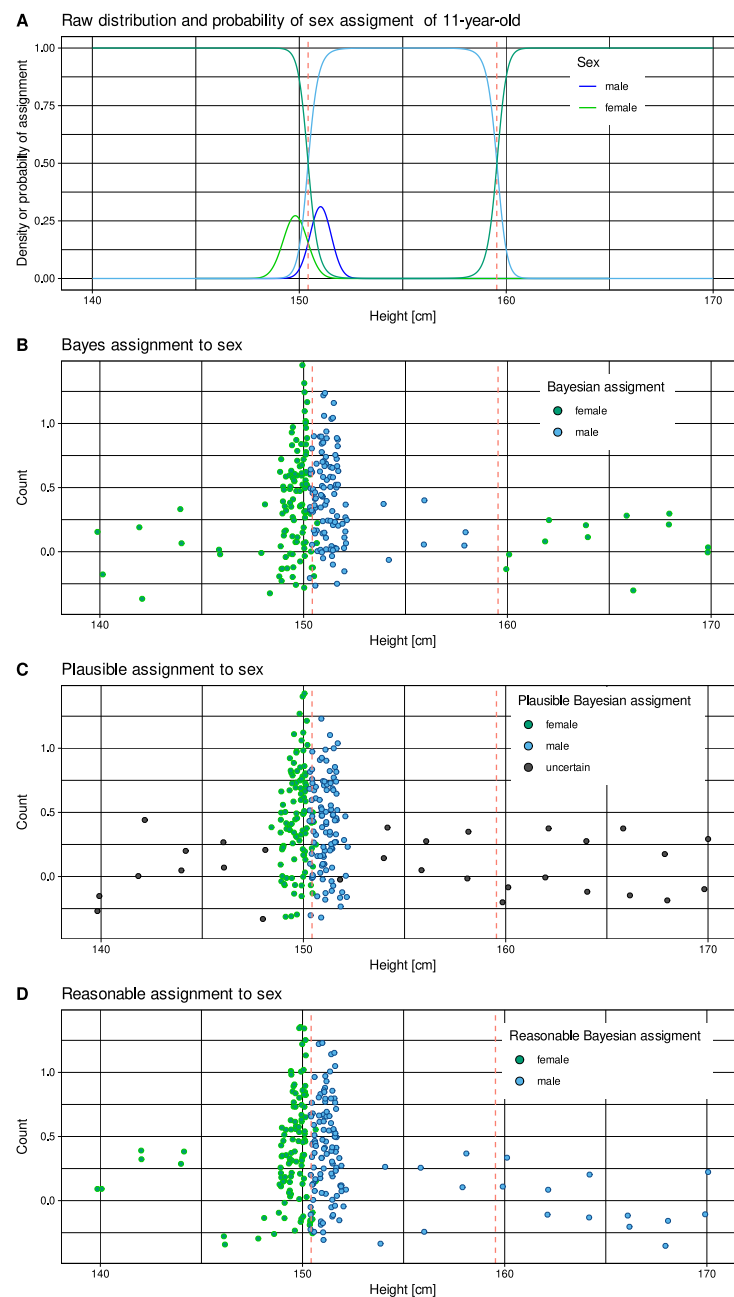 A Raw distribution and probability of sex assigment of 11-year-old
Density or probability of assignment
1.00
0.75
0.50
0.25
0.00
Sex
male
female
140 150 160 170
Height [cm]
B Bayes assignment to sex
Count
1.0
0.5
0.0
Bayesian assigment
female
male
140 150 160 170
Height [cm]
C Plausible assignment to sex
Count
1.0
0.5
0.0
Plausible Bayesian assigment
female
male
uncertain
140 150 160 170
Height [cm]
D Reasonable assignment to sex
Count
1.0
0.5
0.0
Reasonable Bayesian assigment
female
male
140 150 160 170
Height [cm]